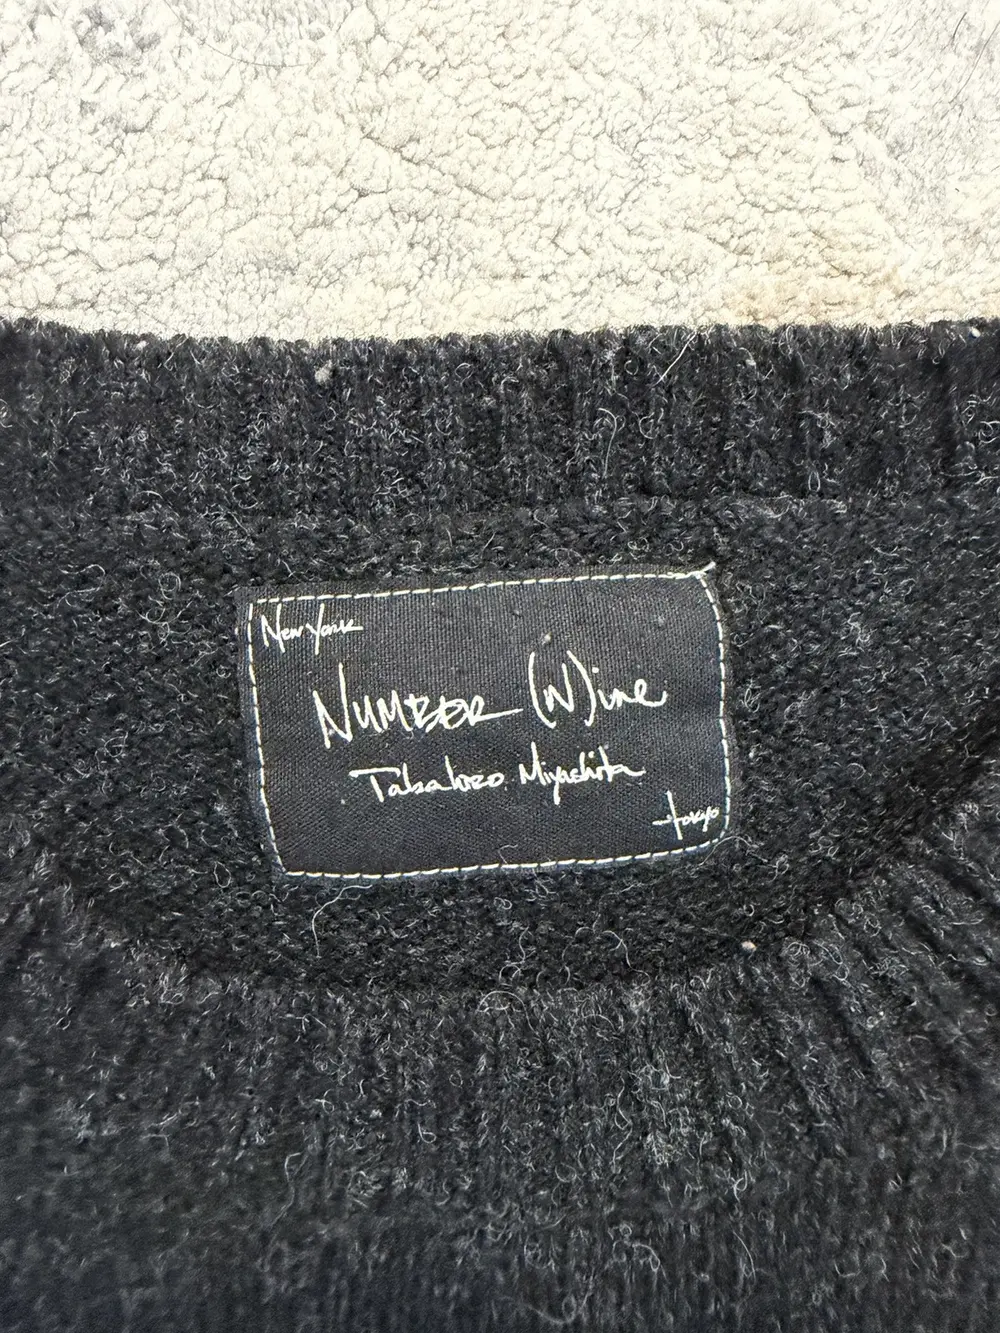 New York
NUMBER (N)ine
Takahiro Miyashita
Tokyo